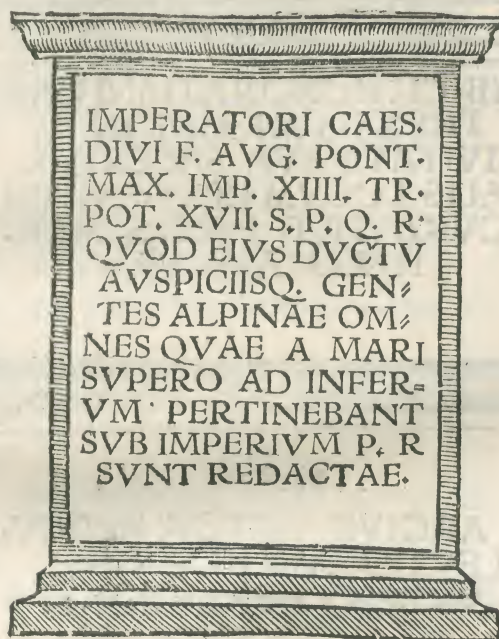 IMPERATORI CAES.
DIVI F. AVG. PONT.
MAX. IMP. XIIII. TR.
POT. XVII. S. P. Q. R.
QVOD EIVS DVCTV
AVSPICIISQ. GEN⸗
TES ALPINAE OM⸗
NES QVAE A MARI
SVPERO AD INFER=
VM· PERTINEBANT
SVB IMPERIVM P. R
SVNT REDACTAE.